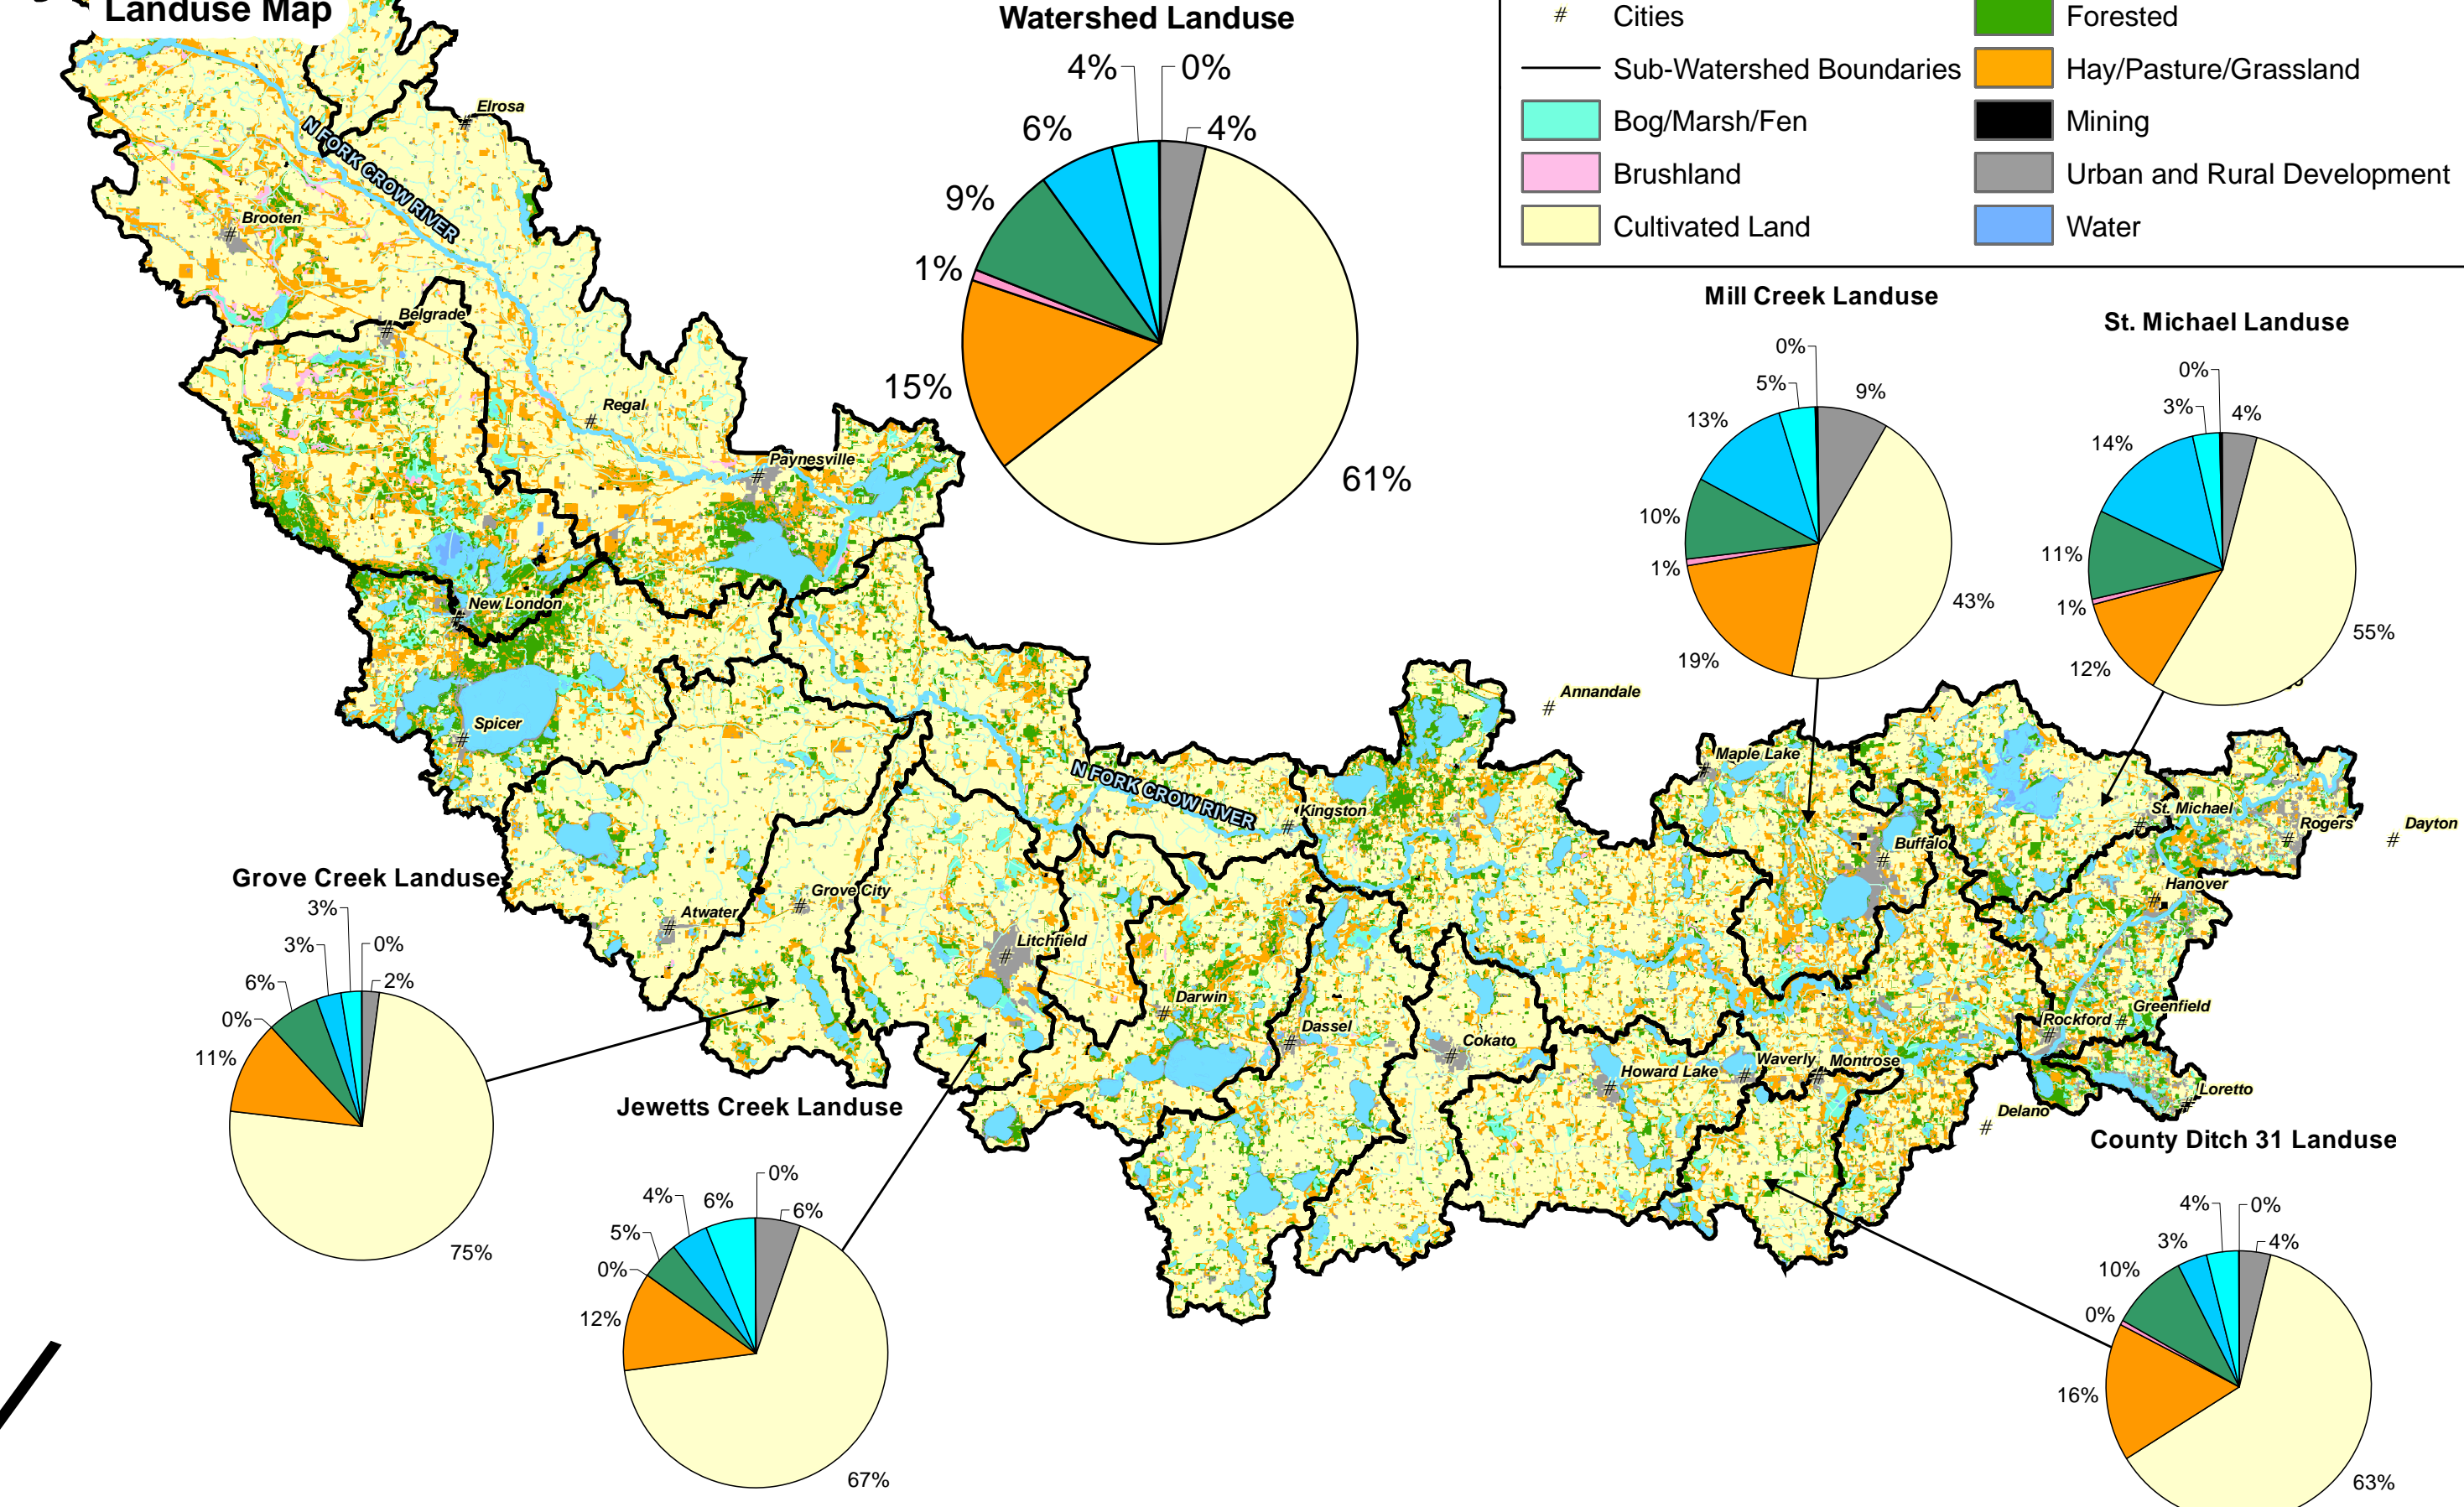 Landuse Map
Watershed Landuse
4%
0%
6%
4%
9%
1%
15%
61%
# Cities
Sub-Watershed Boundaries
Bog/Marsh/Fen
Brushland
Cultivated Land
Forested
Hay/Pasture/Grassland
Mining
Urban and Rural Development
Water
Mill Creek Landuse
0%
5%
9%
13%
10%
1%
43%
19%
St. Michael Landuse
0%
3%
4%
14%
11%
1%
55%
12%
Elrosa
#
N FORK CROW RIVER
Brooten
#
Belgrade
#
Regal
#
Paynesville
#
New London
#
Spicer
#
Annandale
#
Maple Lake
#
N FORK CROW RIVER
Kingston
#
St. Michael
#
Rogers
#
Dayton
#
Buffalo
#
Hanover
#
Grove City
#
Atwater
#
Litchfield
#
Darwin
#
Dassel
#
Cokato
#
Howard Lake
#
Waverly
#
Montrose
#
Rockford
#
Greenfield
#
Loretto
#
Delano
#
Grove Creek Landuse
3%
3%
0%
6%
2%
0%
11%
75%
Jewetts Creek Landuse
0%
4%
6%
6%
5%
0%
12%
67%
County Ditch 31 Landuse
4%
0%
3%
4%
10%
0%
16%
63%